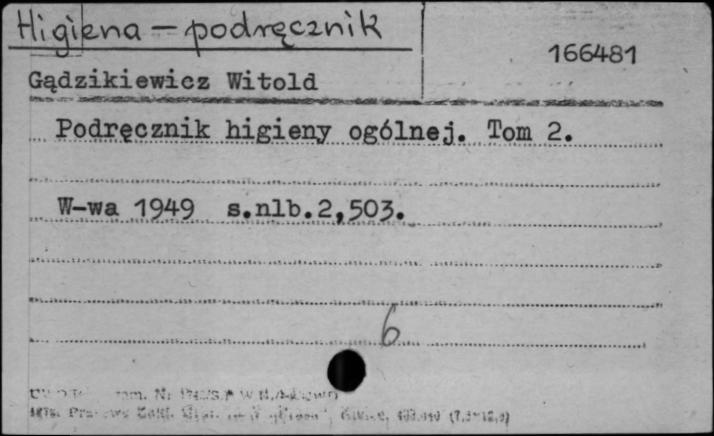 Higiena – podręcznik
166481
Gądzikiewicz Witold
Podręcznik higieny ogólnej. Tom 2.
W-wa 1949 s.nlb.2,503.
6